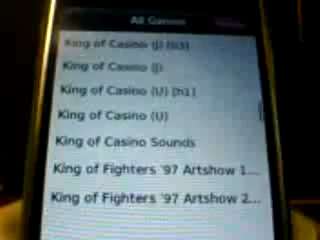 All Games
King of Casino (J)
King of Casino (J)
King of Casino (U) [h1]
King of Casino (U)
King of Casino Sounds
King of Fighters '97 Artshow 1...
King of Fighters '97 Artshow 2...